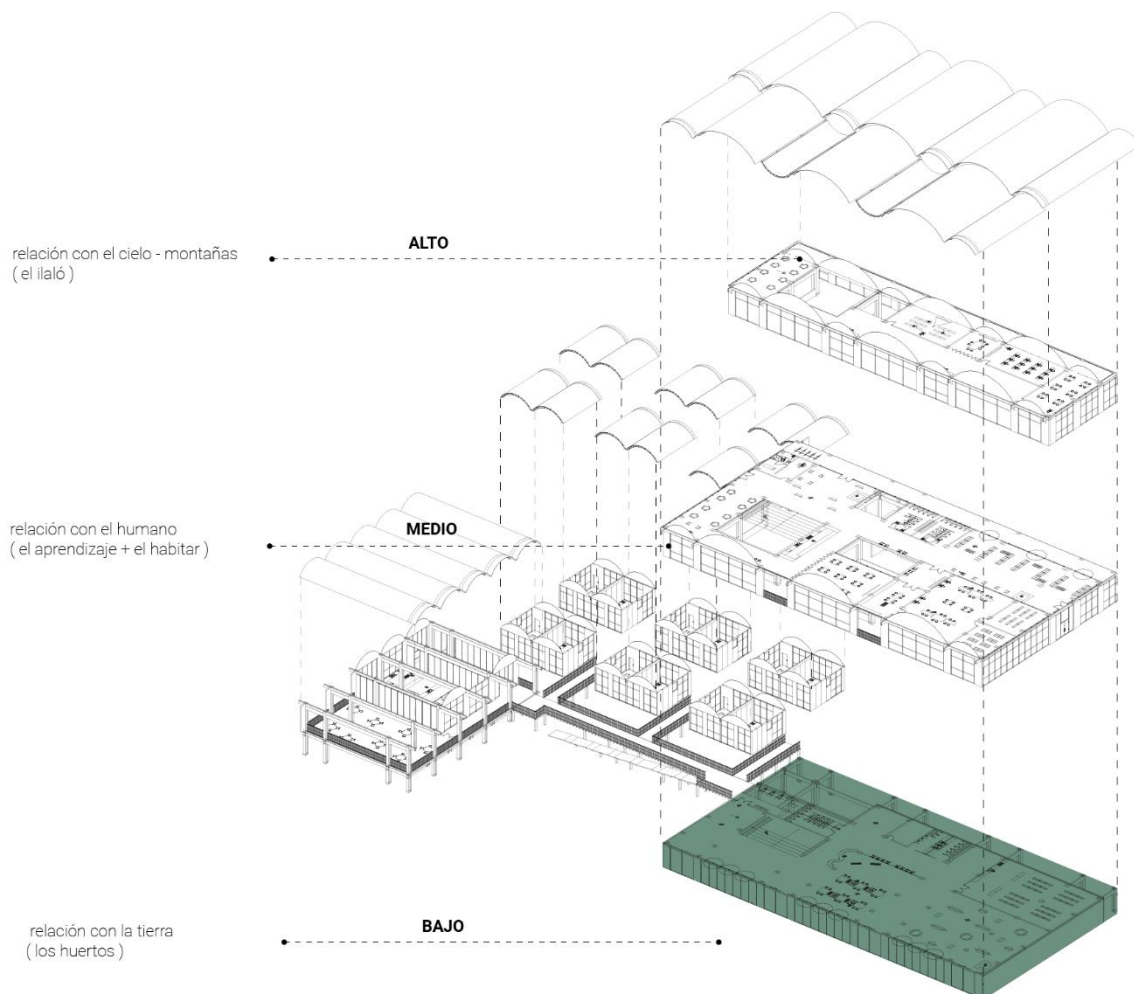 ALTO
relación con el cielo - montañas
( el ilaló )
MEDIO
relación con el humano
( el aprendizaje + el habitar )
BAJO
relación con la tierra
( los huertos )